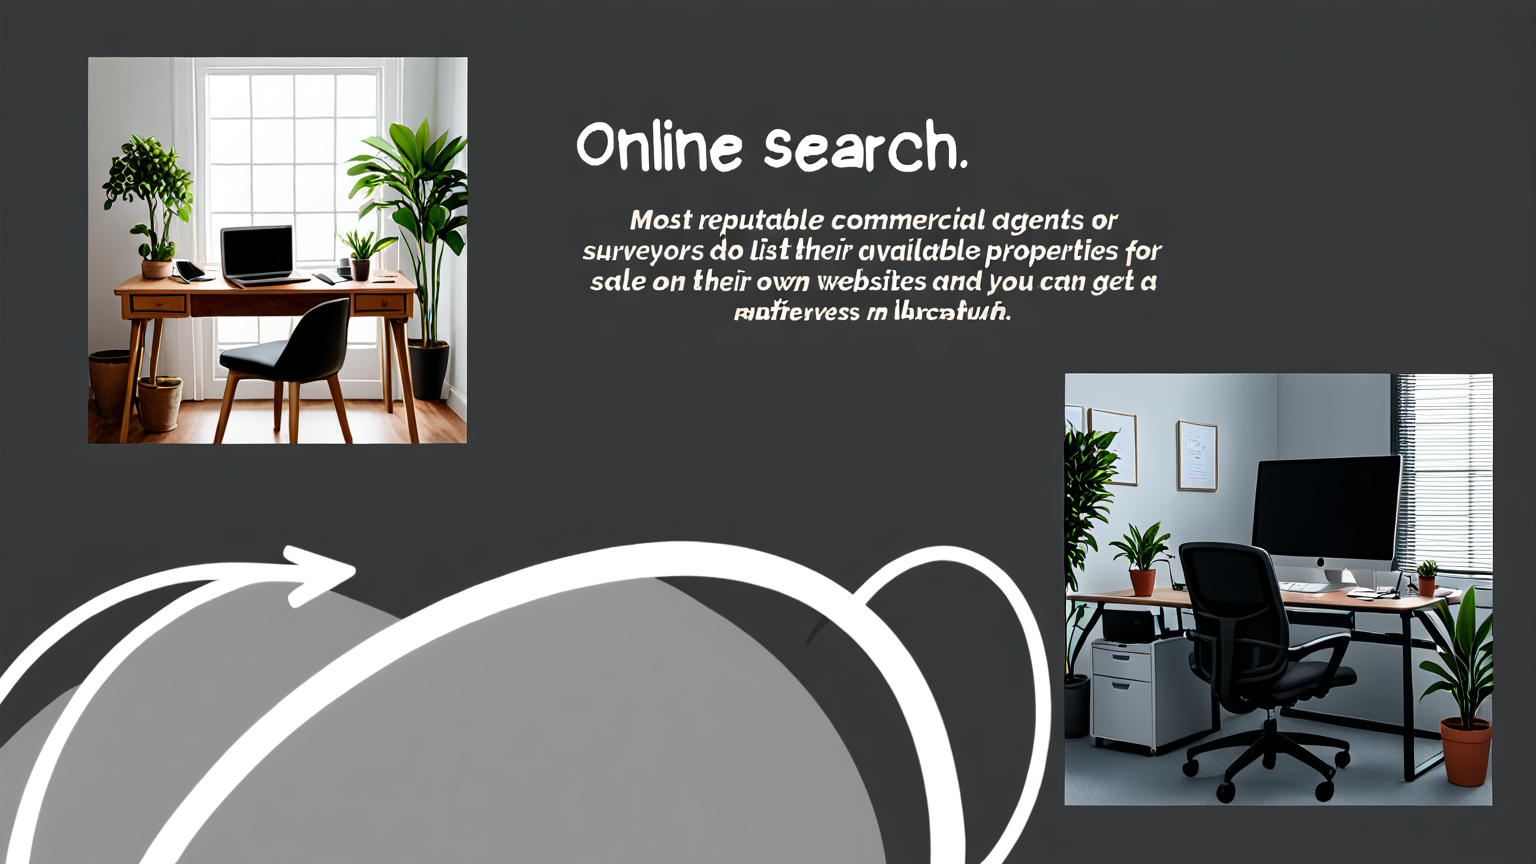 Online search.
Most reputable commercial agents or
surveyors do list their available properties for
sale on their own websites and you can get a